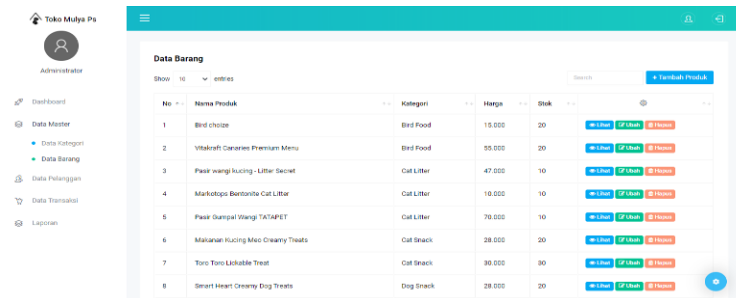 Toko Mulya Ps
Administrator
Dashboard
Data Master
Data Kategori
Data Barang
Data Pelanggan
Data Transaksi
Laporan
Data Barang
Show 10 entries
Search
+ Tambah Produk
No Nama Produk Kategori Harga Stok
1 Bird choize Bird Food 15.000 20 Lihat Ubah Hapus
2 Vitakraft Canaries Premium Menu Bird Food 55.000 20 Lihat Ubah Hapus
3 Pasir wangi kucing - Litter Secret Cat Litter 47.000 10 Lihat Ubah Hapus
4 Markotops Bentonite Cat Litter Cat Litter 10.000 10 Lihat Ubah Hapus
5 Pasir Gumpal Wangi TATAPET Cat Litter 70.000 10 Lihat Ubah Hapus
6 Makanan Kucing Meo Creamy Treats Cat Snack 28.000 20 Lihat Ubah Hapus
7 Toro Toro Lickable Treat Cat Snack 30.000 30 Lihat Ubah Hapus
8 Smart Heart Creamy Dog Treats Dog Snack 28.000 20 Lihat Ubah Hapus